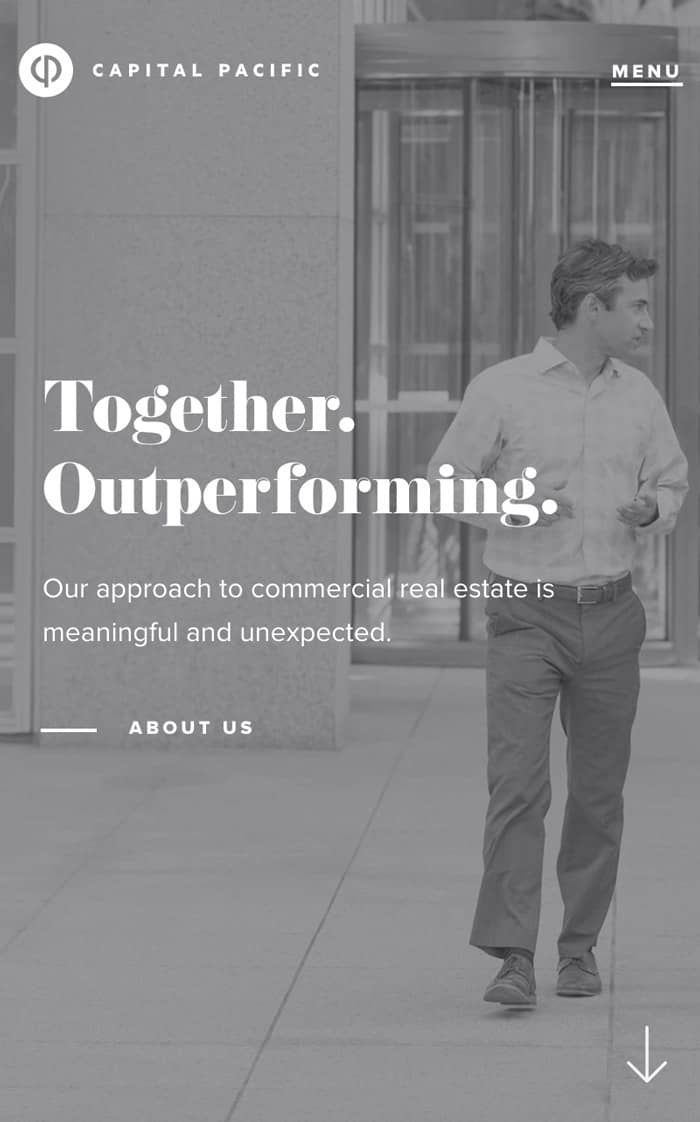 CAPITAL PACIFIC
MENU
Together.
Outperforming.
Our approach to commercial real estate is
meaningful and unexpected.
ABOUT US